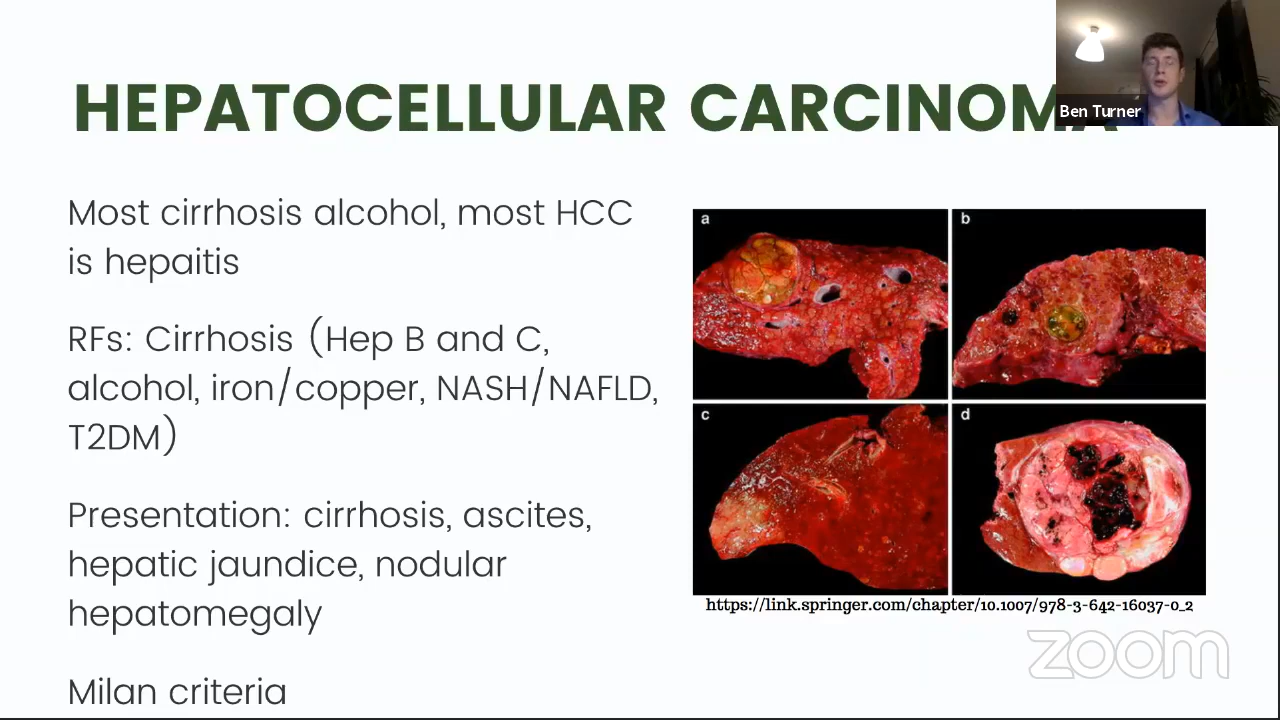 HEPATOCELLULAR CARCINOMA
Ben Turner
Most cirrhosis alcohol, most HCC
is hepaitis
RFs: Cirrhosis (Hep B and C,
alcohol, iron/copper, NASH/NAFLD,
T2DM)
Presentation: cirrhosis, ascites,
hepatic jaundice, nodular
hepatomegaly
Milan criteria
a
b
c
d
https://link.springer.com/chapter/10.1007/978-3-642-16037-0_2
zoom